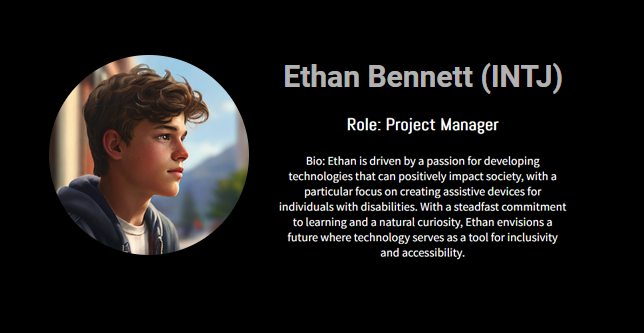 Ethan Bennett (INTJ)
Role: Project Manager
Bio: Ethan is driven by a passion for developing
technologies that can positively impact society, with a
particular focus on creating assistive devices for
individuals with disabilities. With a steadfast commitment
to learning and a natural curiosity, Ethan envisions a
future where technology serves as a tool for inclusivity
and accessibility.